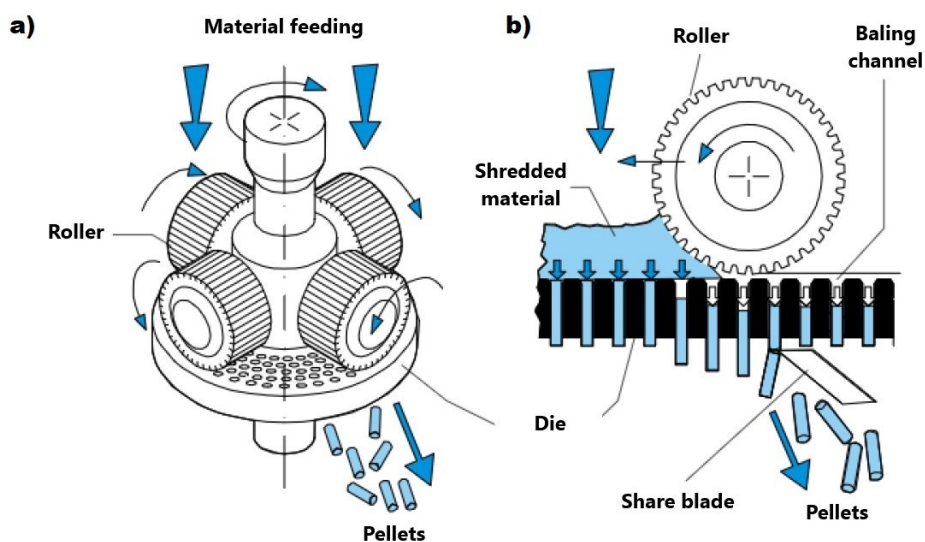 a)
Material feeding
Roller
Pellets
b)
Roller
Baling
channel
Shredded
material
Die
Share blade
Pellets